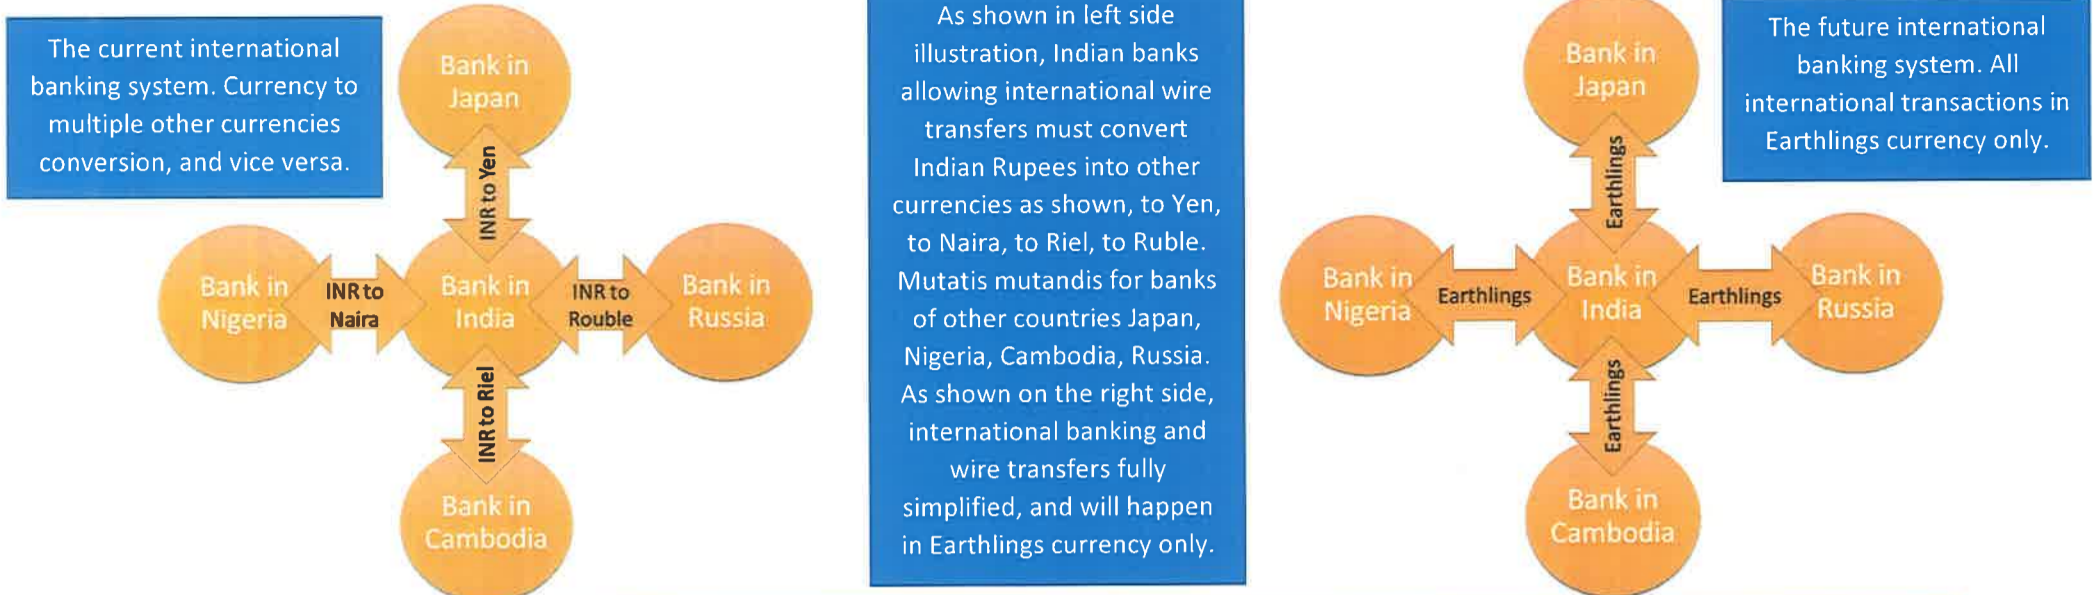 The current international
banking system. Currency to
multiple other currencies
conversion, and vice versa.
Bank in
Japan
INR to Yen
Bank in
Nigeria
INR to
Naira
Bank in
India
INR to
Rouble
Bank in
Russia
INR to Riel
Bank in
Cambodia
As shown in left side
illustration, Indian banks
allowing international wire
transfers must convert
Indian Rupees into other
currencies as shown, to Yen,
to Naira, to Riel, to Ruble.
Mutatis mutandis for banks
of other countries Japan,
Nigeria, Cambodia, Russia.
As shown on the right side,
international banking and
wire transfers fully
simplified, and will happen
in Earthlings currency only.
Bank in
Japan
Earthlings
Bank in
Nigeria
Earthlings
Bank in
India
Earthlings
Bank in
Russia
Earthlings
Bank in
Cambodia
The future international
banking system. All
international transactions in
Earthlings currency only.